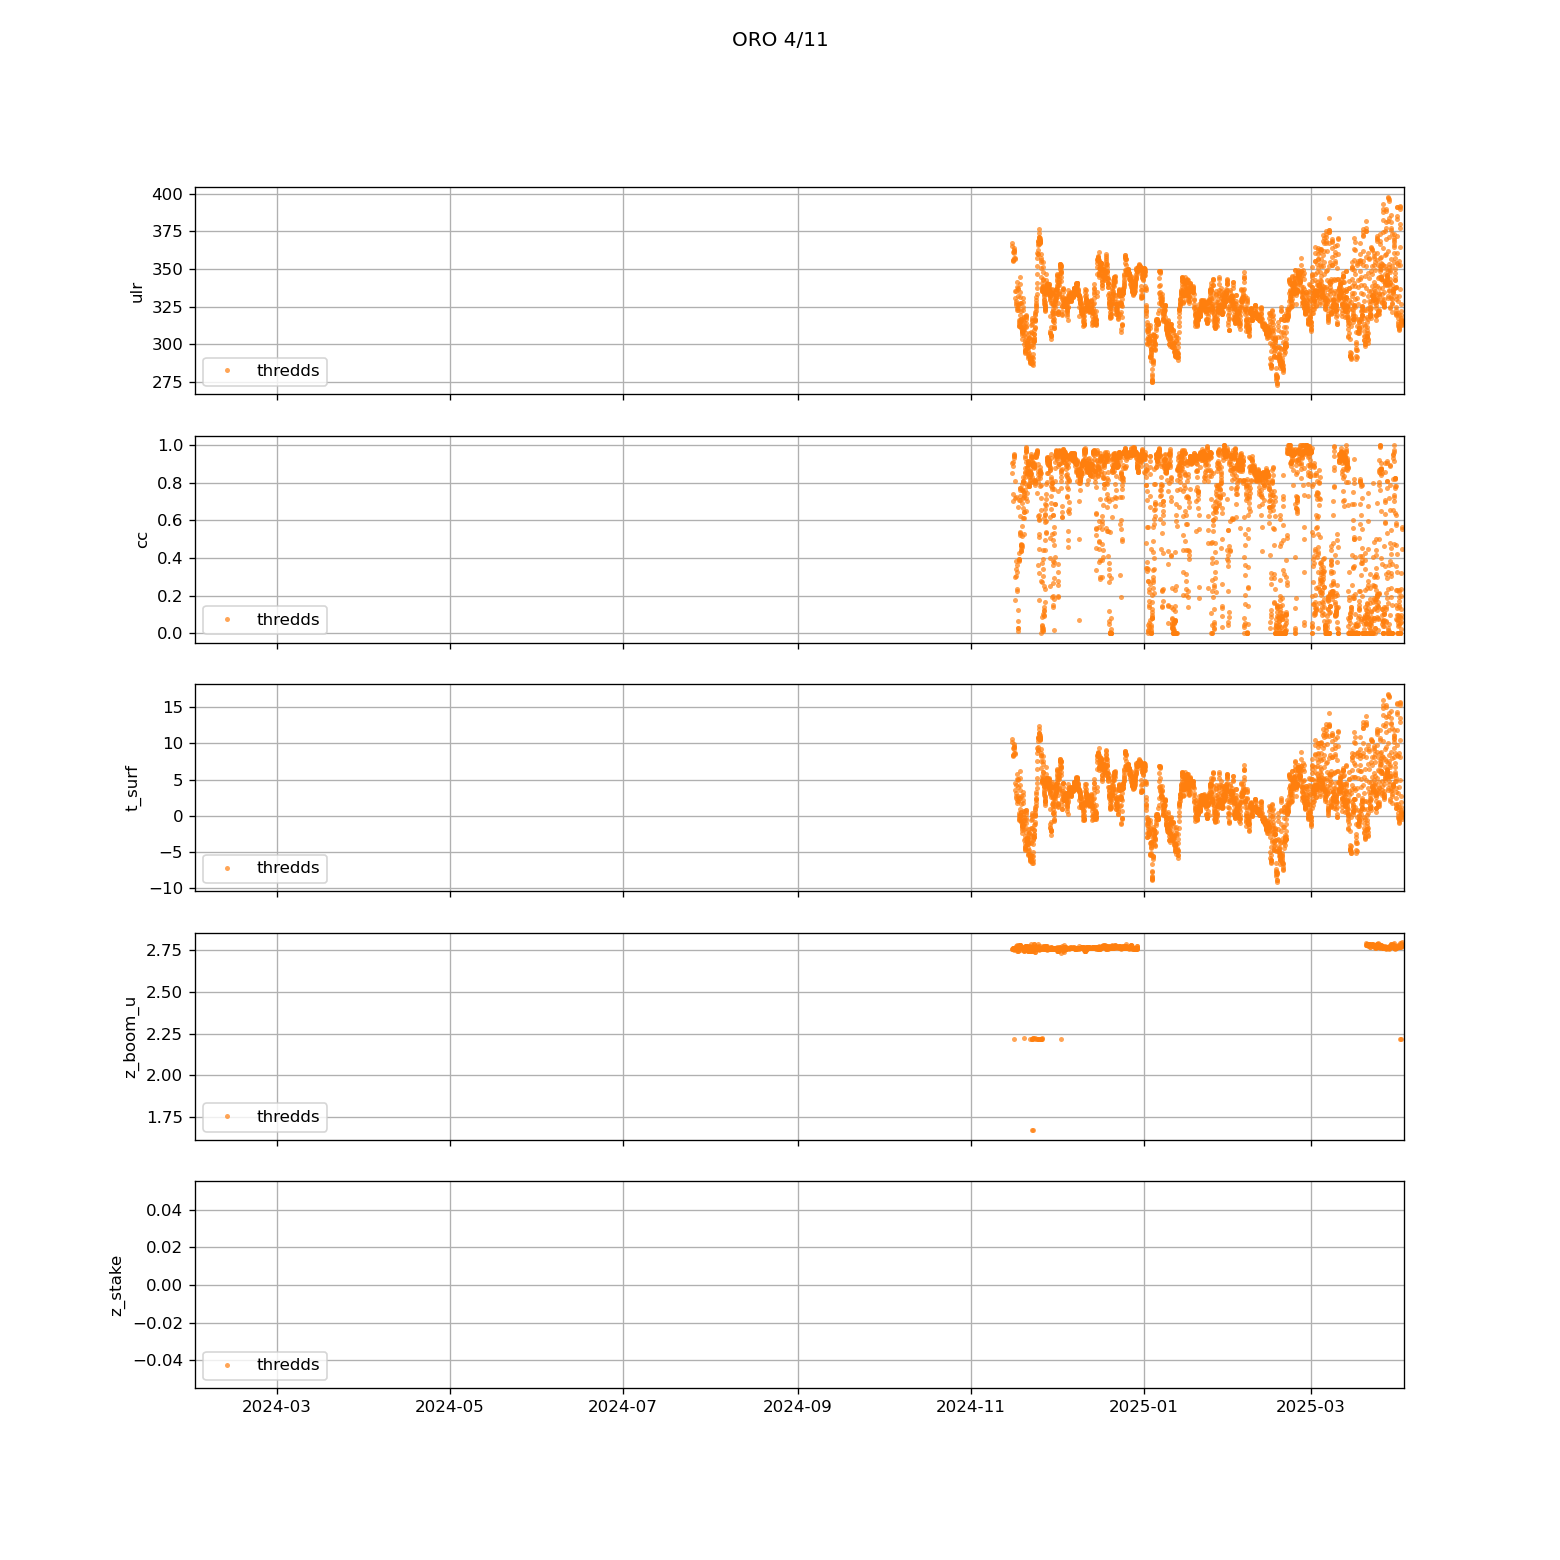 ORO 4/11
400
375
350
325
300
275
ulr
thredds
1.0
0.8
0.6
0.4
0.2
0.0
cc
thredds
15
10
5
0
−5
−10
t_surf
thredds
2.75
2.50
2.25
2.00
1.75
z_boom_u
thredds
0.04
0.02
0.00
−0.02
−0.04
z_stake
thredds
2024-03 2024-05 2024-07 2024-09 2024-11 2025-01 2025-03